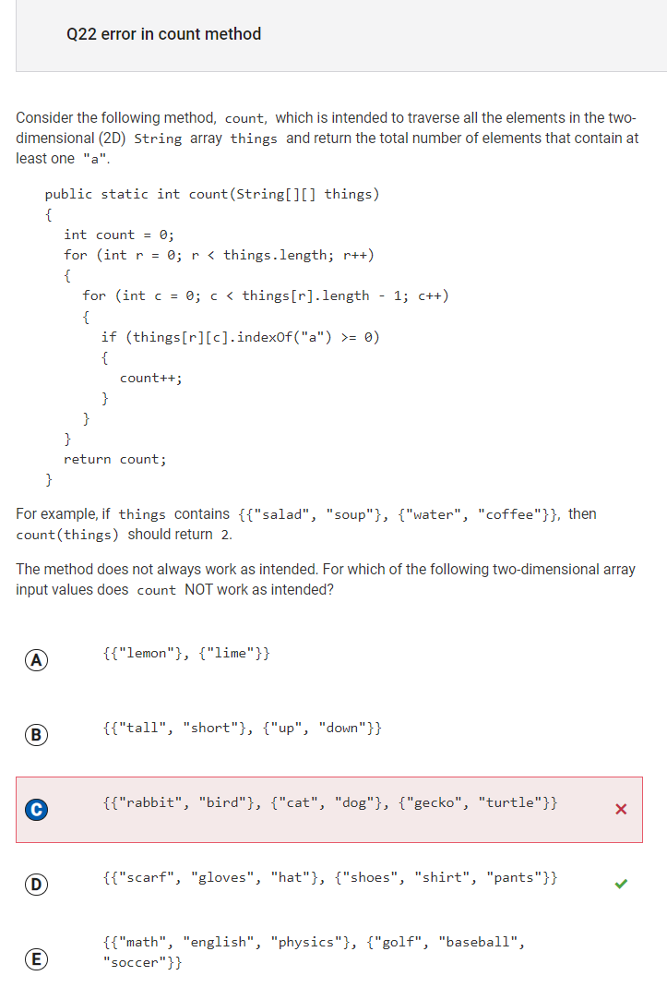 Q22 error in count method
Consider the following method, count, which is intended to traverse all the elements in the two-
dimensional (2D) String array things and return the total number of elements that contain at
least one "a".
public static int count(String[][] things)
{
int count = 0;
for (int r = 0; r < things.length; r++)
{
for (int c = 0; c < things[r].length - 1; c++)
{
if (things[r][c].indexOf("a") >= 0)
{
count++;
}
}
}
return count;
}
For example, if things contains {{"salad", "soup"}, {"water", "coffee"}}, then
count(things) should return 2.
The method does not always work as intended. For which of the following two-dimensional array
input values does count NOT work as intended?
A {{"lemon"}, {"lime"}}
B {{"tall", "short"}, {"up", "down"}}
C {{"rabbit", "bird"}, {"cat", "dog"}, {"gecko", "turtle"}}
D {{"scarf", "gloves", "hat"}, {"shoes", "shirt", "pants"}}
E {{"math", "english", "physics"}, {"golf", "baseball",
"soccer"}}